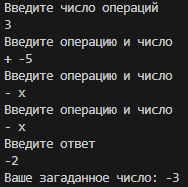 Введите число операций
3
Введите операцию и число
+ -5
Введите операцию и число
- x
Введите операцию и число
- x
Введите ответ
-2
Ваше загаданное число: -3